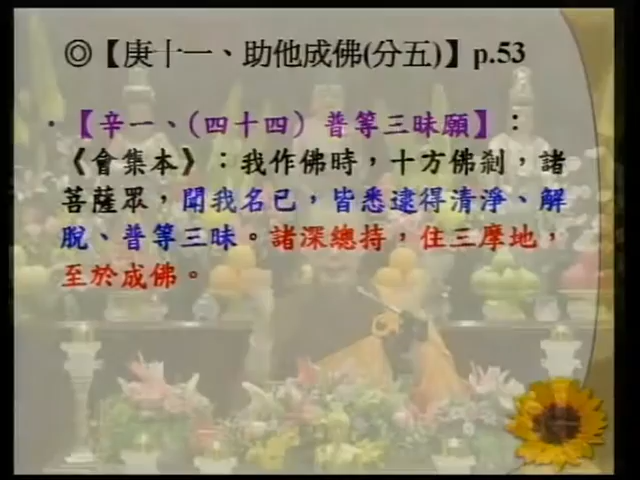 ◎【庚十一、助他成佛(分五)】p.53
·【辛一、(四十四) 普等三昧願】：
《會集本》：我作佛時，十方佛剎，諸
菩薩眾，聞我名已，皆悉逮得清淨、解
脫、普等三昧。諸深總持，住三摩地，
至於成佛。